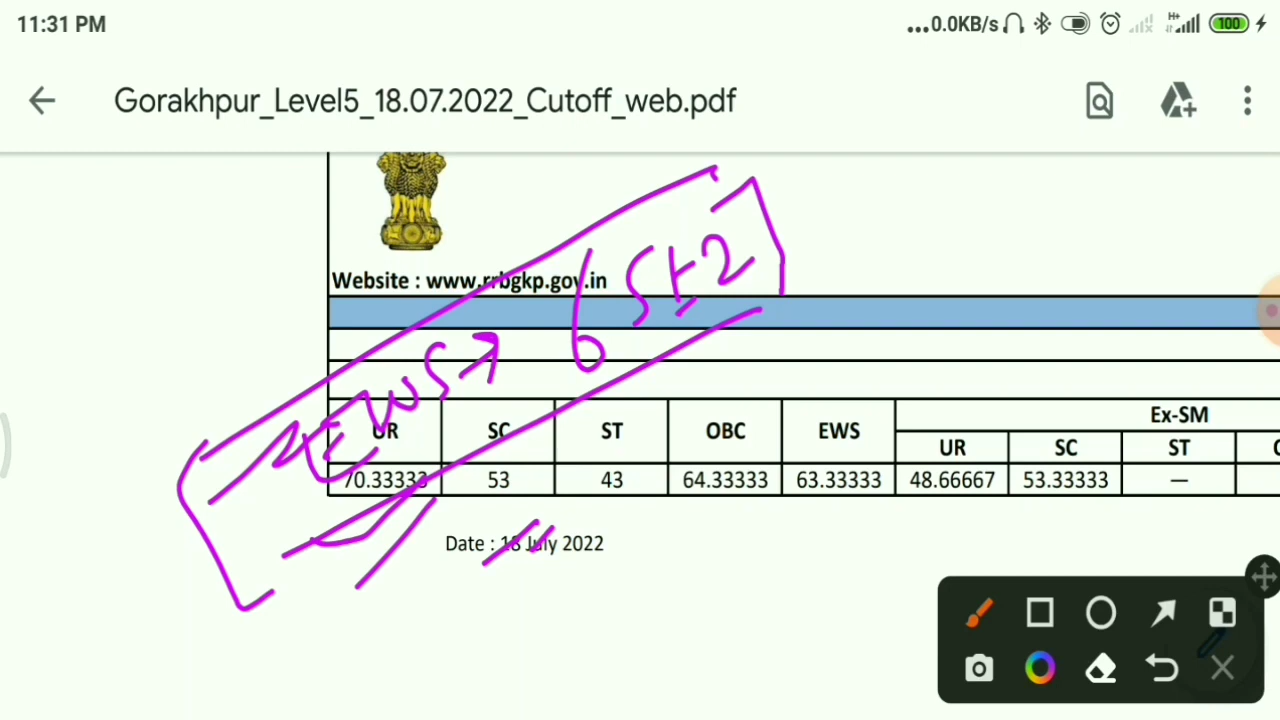 11:31 PM ...0.0KB/s H+ 100
Gorakhpur_Level5_18.07.2022_Cutoff_web.pdf
Website : www.rrbgkp.gov.in
EWS → 65±2
UR SC ST OBC EWS Ex-SM
UR SC ST
70.33333 53 43 64.33333 63.33333 48.66667 53.33333 —
Date : 18 July 2022